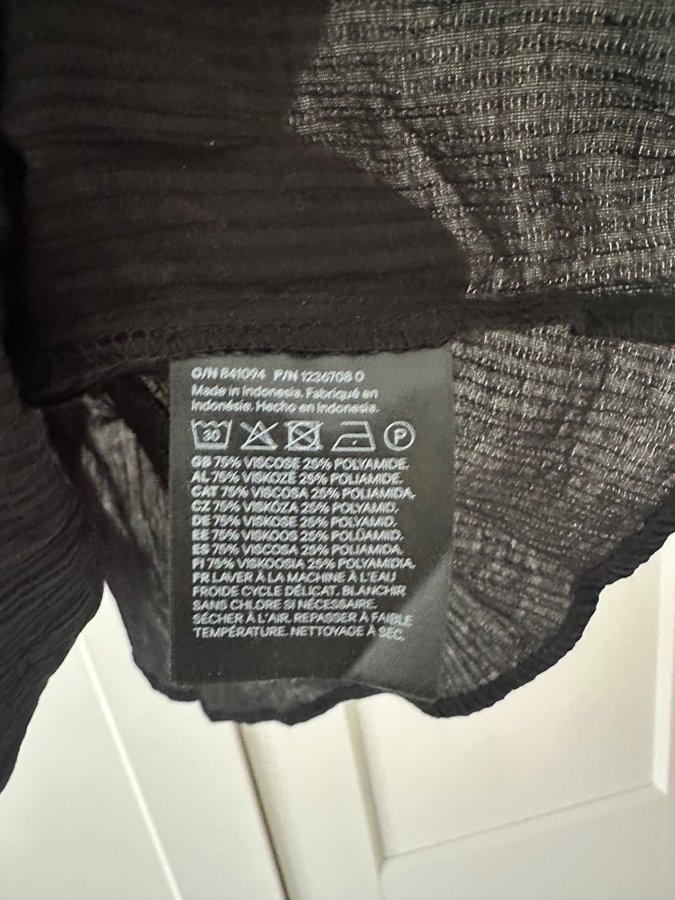 O/N 841094 P/N 1236708 0
Made in Indonesia. Fabriqué en
Indonésie. Hecho en Indonesia.
30 P
GB 75% VISCOSE 25% POLYAMIDE.
AL 75% VISKOZË 25% POLIAMIDE.
CAT 75% VISCOSA 25% POLIAMIDA.
CZ 75% VISKÓZA 25% POLYAMID.
DE 75% VISKOSE 25% POLYAMID.
EE 75% VISKOOS 25% POLÜAMIID.
ES 75% VISCOSA 25% POLIAMIDA.
FI 75% VISKOOSIA 25% POLYAMIDIA.
FR LAVER À LA MACHINE À L'EAU
FROIDE CYCLE DÉLICAT. BLANCHIR
SANS CHLORE SI NÉCESSAIRE.
SÉCHER À L'AIR. REPASSER À FAIBLE
TEMPÉRATURE. NETTOYAGE À SEC.